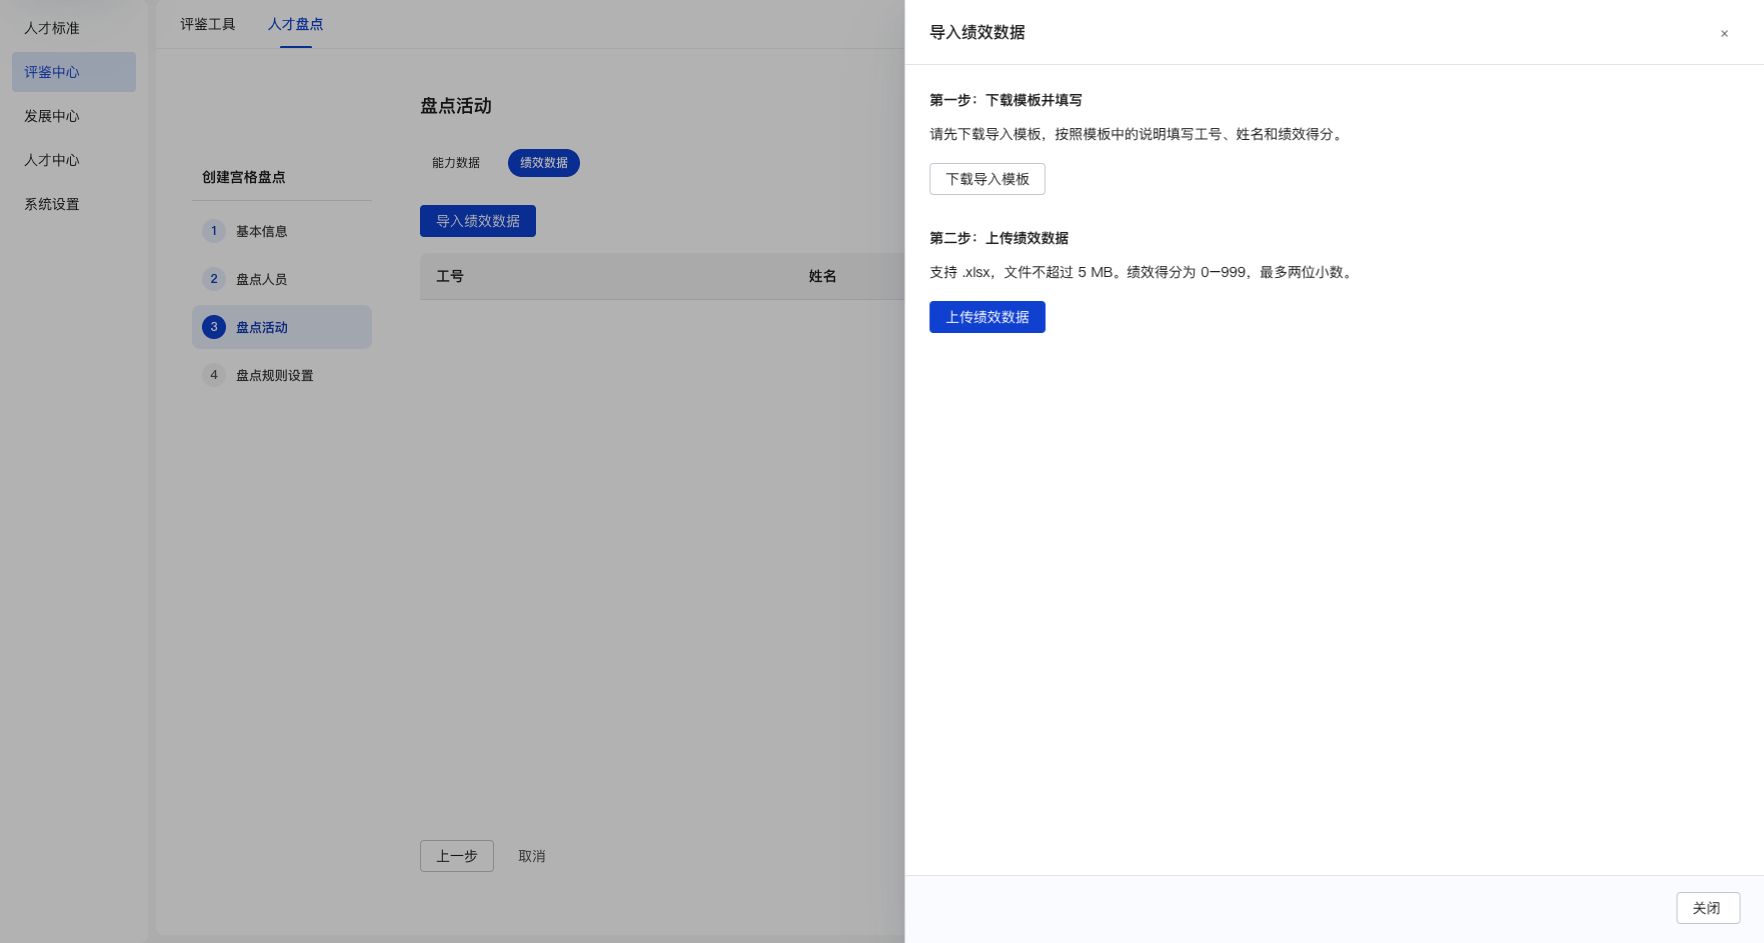 人才标准
评鉴中心
发展中心
人才中心
系统设置
评鉴工具
人才盘点
创建宫格盘点
1 基本信息
2 盘点人员
3 盘点活动
4 盘点规则设置
盘点活动
能力数据
绩效数据
导入绩效数据
工号
姓名
上一步
取消
导入绩效数据
×
第一步：下载模板并填写
请先下载导入模板，按照模板中的说明填写工号、姓名和绩效得分。
下载导入模板
第二步：上传绩效数据
支持 .xlsx，文件不超过 5 MB。绩效得分为 0—999，最多两位小数。
上传绩效数据
关闭